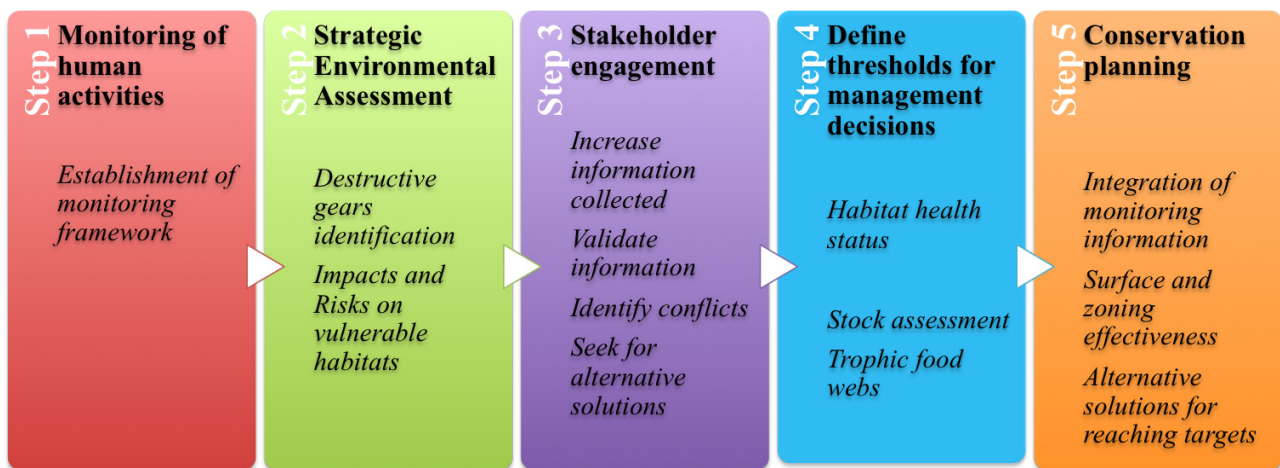 Step 1
Monitoring of
human
activities
Establishment of
monitoring
framework
Step 2
Strategic
Environmental
Assessment
Destructive
gears
identification
Impacts and
Risks on
vulnerable
habitats
Step 3
Stakeholder
engagement
Increase
information
collected
Validate
information
Identify conflicts
Seek for
alternative
solutions
Step 4
Define
thresholds for
management
decisions
Habitat health
status
Stock assessment
Trophic food
webs
Step 5
Conservation
planning
Integration of
monitoring
information
Surface and
zoning
effectiveness
Alternative
solutions for
reaching targets